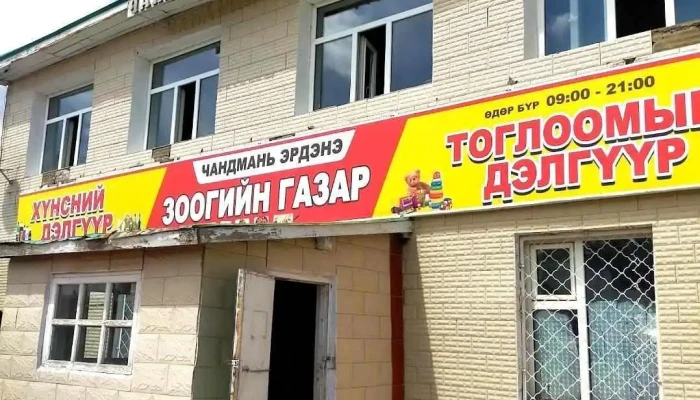 ХҮНСНИЙ
ДЭЛГҮҮР
ЧАНДМАНЬ ЭРДЭНЭ
ЗООГИЙН ГАЗАР
ӨДӨР БҮР 09:00 - 21:00
ТОГЛООМЫН
ДЭЛГҮҮР